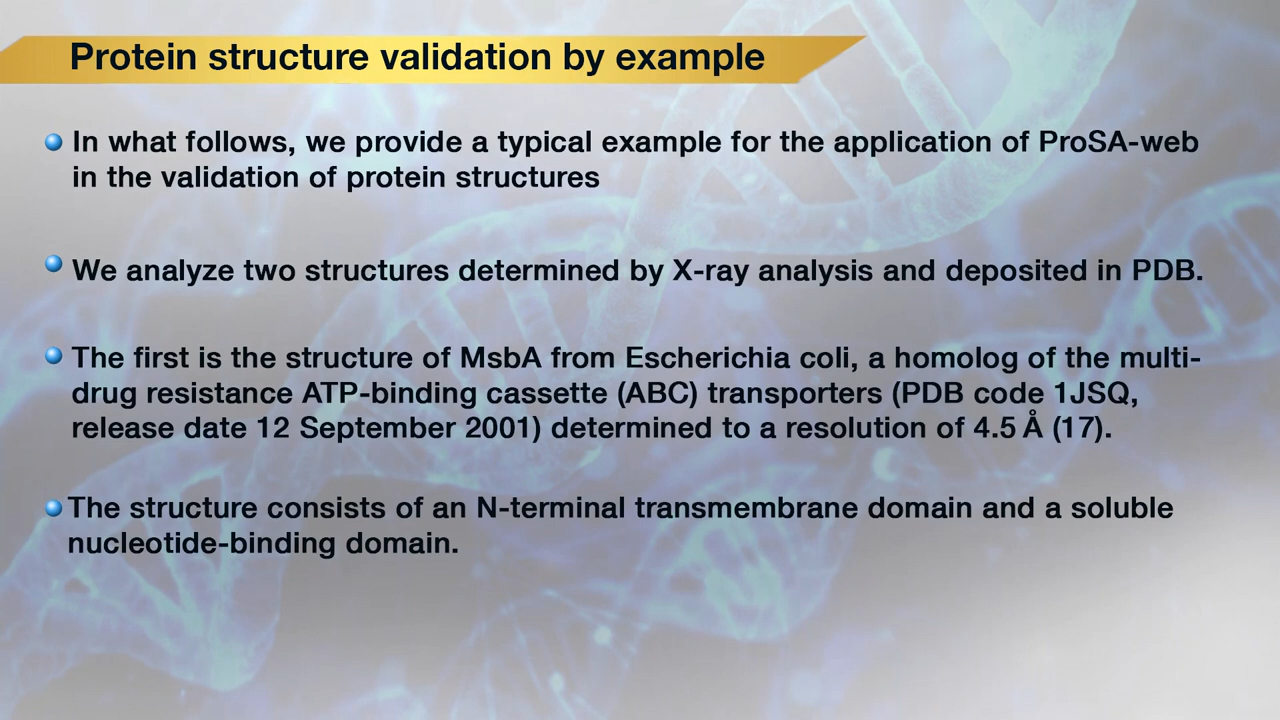 Protein structure validation by example
In what follows, we provide a typical example for the application of ProSA-web
in the validation of protein structures
We analyze two structures determined by X-ray analysis and deposited in PDB.
The first is the structure of MsbA from Escherichia coli, a homolog of the multi-
drug resistance ATP-binding cassette (ABC) transporters (PDB code 1JSQ,
release date 12 September 2001) determined to a resolution of 4.5 Å (17).
The structure consists of an N-terminal transmembrane domain and a soluble
nucleotide-binding domain.